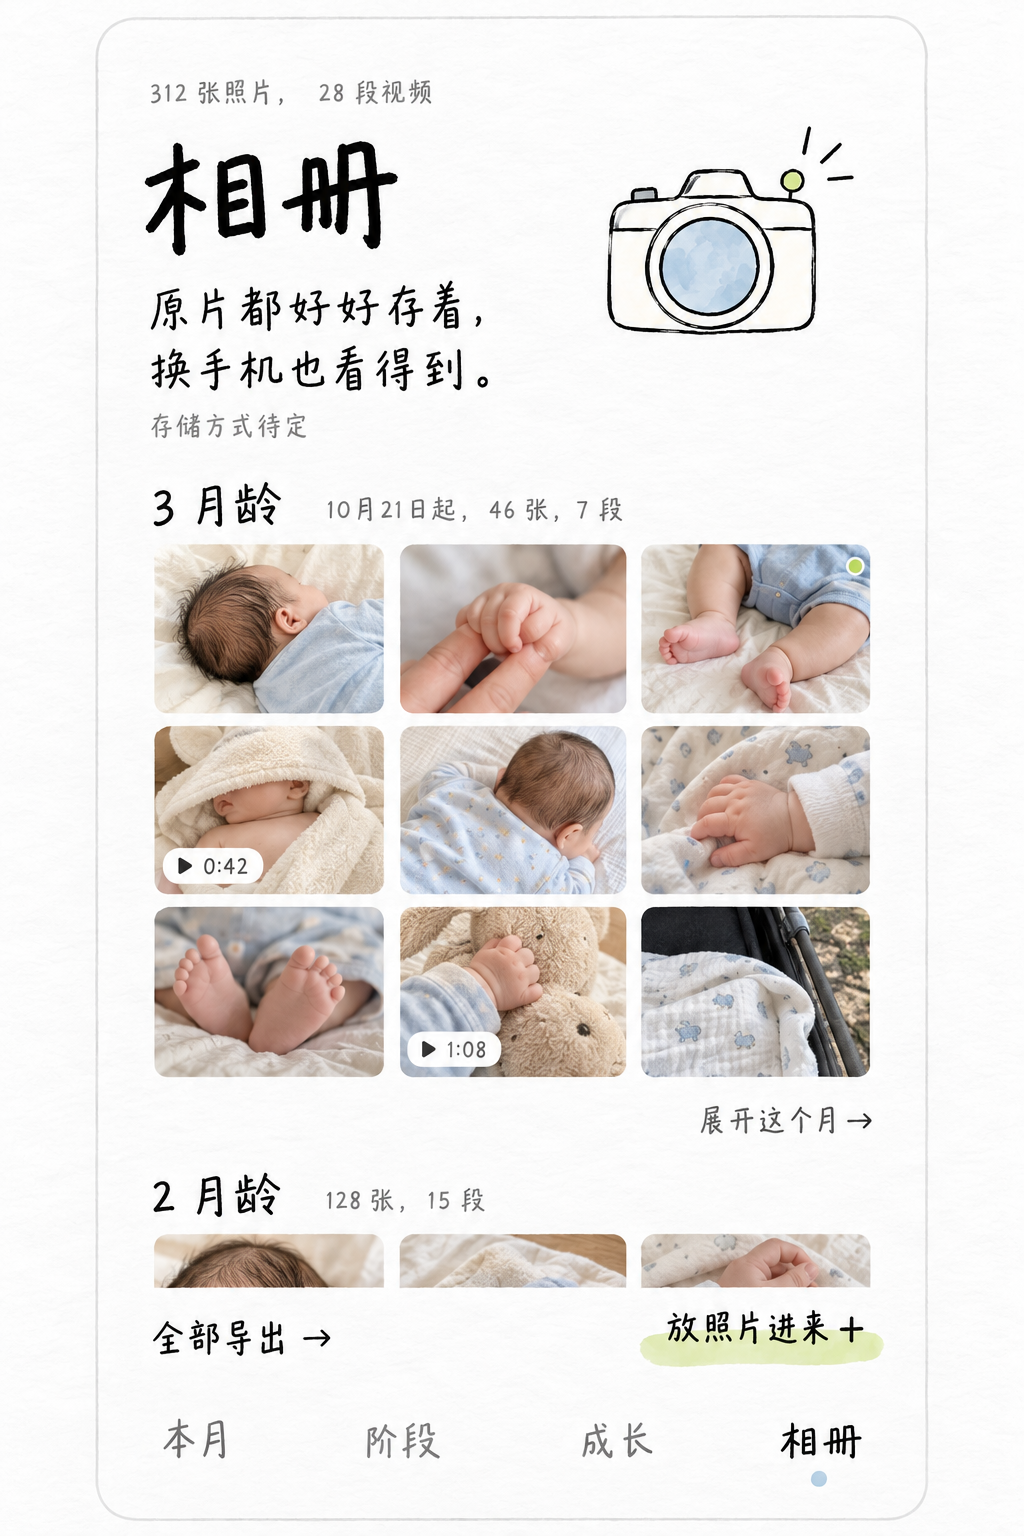 312 张照片， 28 段视频
相册
原片都好好存着，
换手机也看得到。
存储方式待定
3 月龄 10月21日起，46 张，7 段
0:42
1:08
展开这个月→
2 月龄 128 张，15 段
全部导出 →
放照片进来 +
本月 阶段 成长 相册